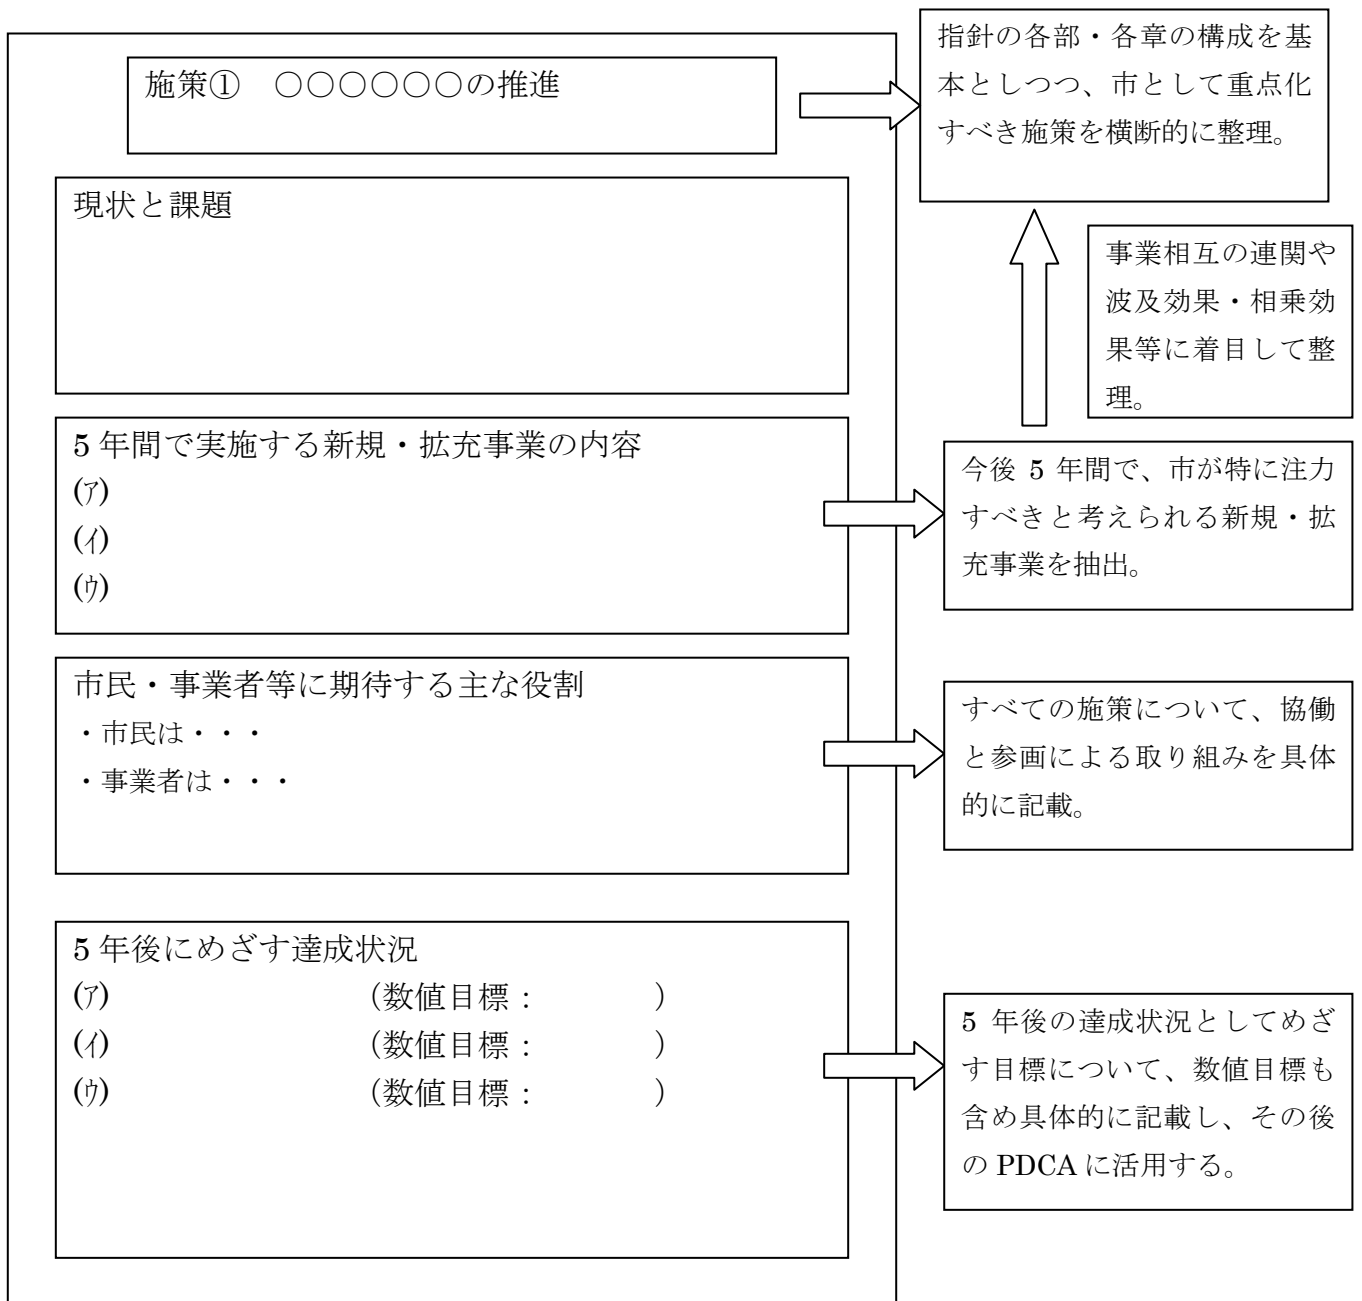 施策① ○○○○○○の推進
指針の各部・各章の構成を基
本としつつ、市として重点化
すべき施策を横断的に整理。
現状と課題
事業相互の連関や
波及効果・相乗効
果等に着目して整
理。
5 年間で実施する新規・拡充事業の内容
(ｱ)
(ｲ)
(ｳ)
今後 5 年間で、市が特に注力
すべきと考えられる新規・拡
充事業を抽出。
市民・事業者等に期待する主な役割
・市民は・・・
・事業者は・・・
すべての施策について、協働
と参画による取り組みを具体
的に記載。
5 年後にめざす達成状況
(ｱ) （数値目標： ）
(ｲ) （数値目標： ）
(ｳ) （数値目標： ）
5 年後の達成状況としてめざ
す目標について、数値目標も
含め具体的に記載し、その後
の PDCA に活用する。